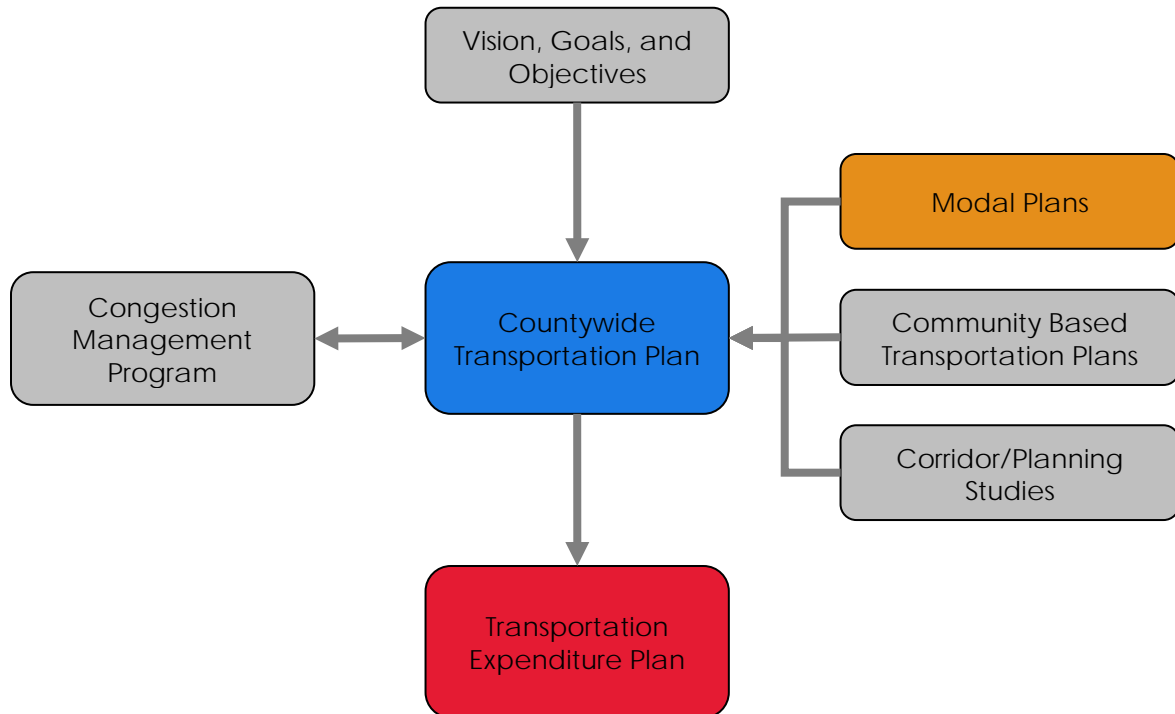 Vision, Goals, and
Objectives
Modal Plans
Congestion
Management
Program
Countywide
Transportation Plan
Community Based
Transportation Plans
Corridor/Planning
Studies
Transportation
Expenditure Plan